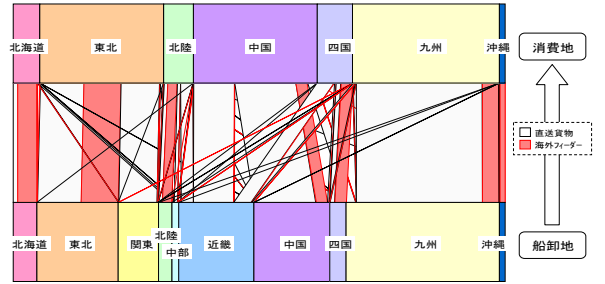 北海道 東北 北陸 中国 四国 九州 沖縄 消費地
直送貨物
海外フィーダー
北海道 東北 関東 北陸 中部 近畿 中国 四国 九州 沖縄 船卸地